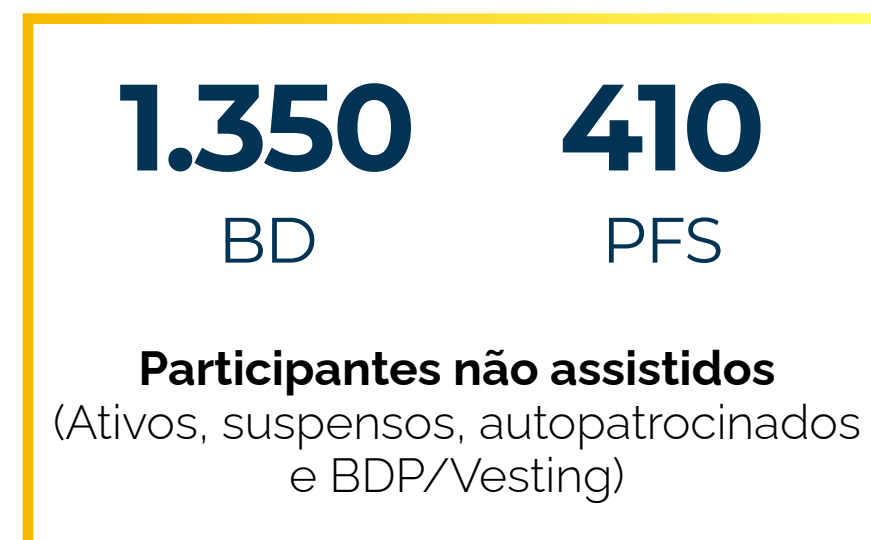 1.350 410
BD PFS
Participantes não assistidos
(Ativos, suspensos, autopatrocinados
e BDP/Vesting)